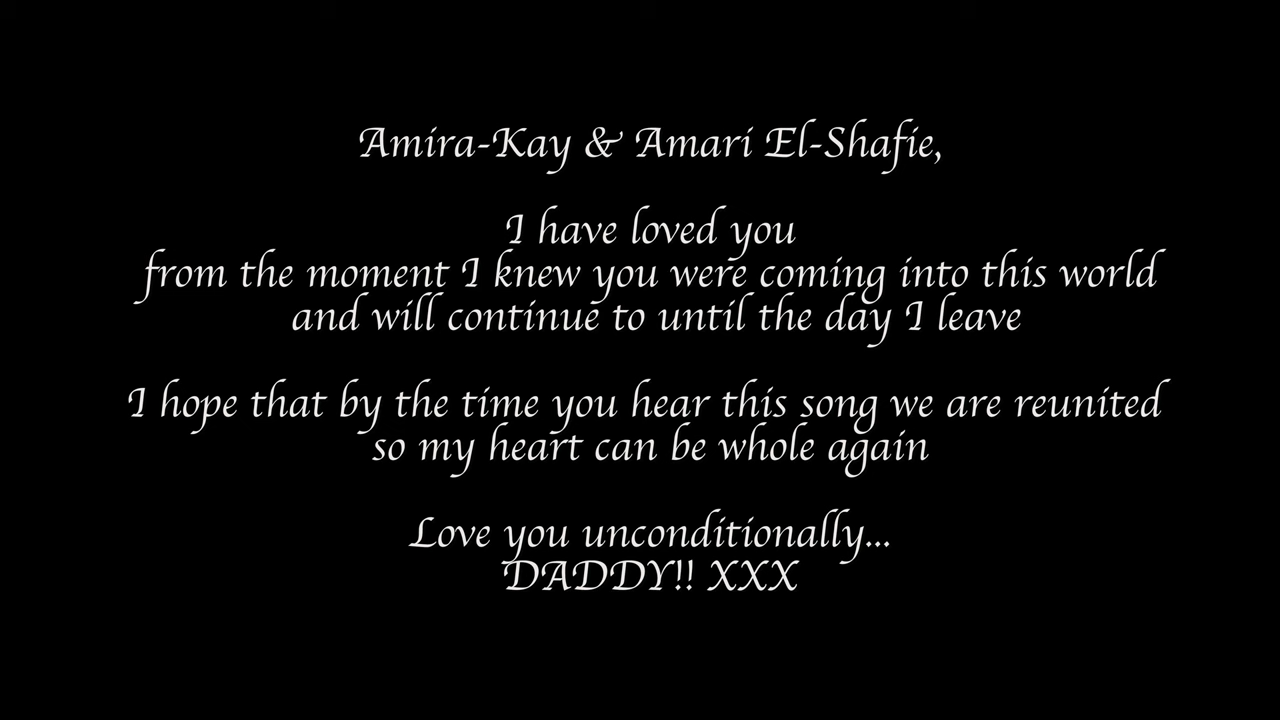 Amira-Kay & Amari El-Shafie,
I have loved you
from the moment I knew you were coming into this world
and will continue to until the day I leave
I hope that by the time you hear this song we are reunited
so my heart can be whole again
Love you unconditionally...
DADDY!! XXX